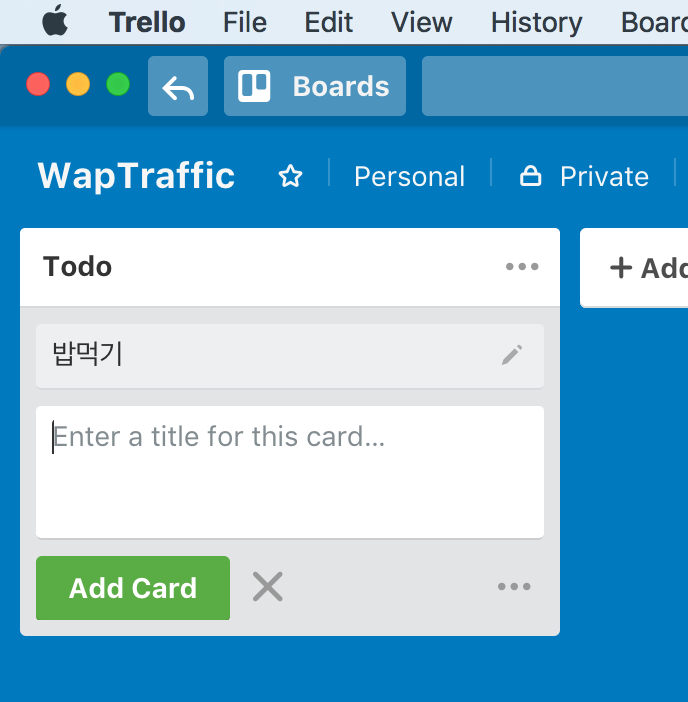 Trello File Edit View History Boar
Boards
WapTraffic Personal Private
Todo
+ Add
밥먹기
Enter a title for this card...
Add Card